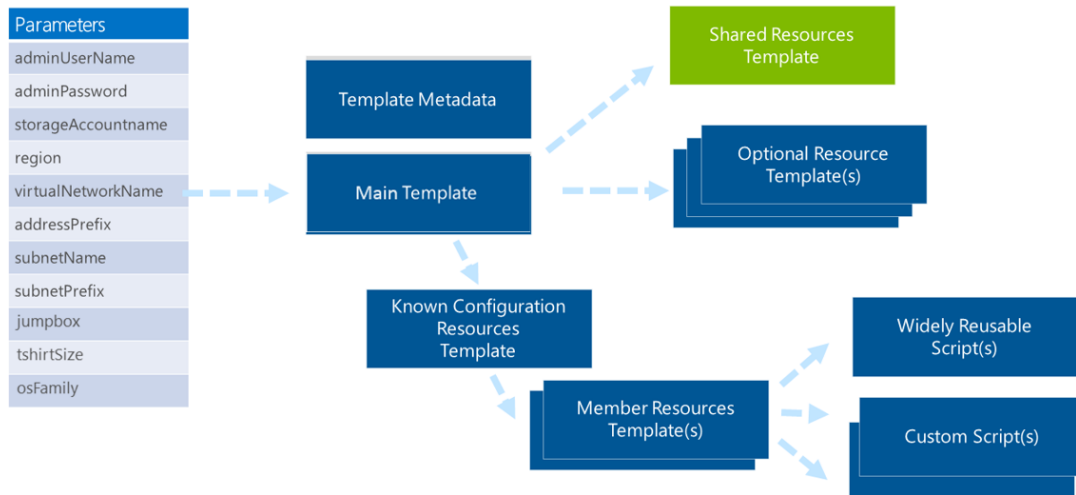 Parameters
adminUserName
adminPassword
storageAccountname
region
virtualNetworkName
addressPrefix
subnetName
subnetPrefix
jumpbox
tshirtSize
osFamily
Template Metadata
Main Template
Shared Resources
Template
Optional Resource
Template(s)
Known Configuration
Resources
Template
Member Resources
Template(s)
Widely Reusable
Script(s)
Custom Script(s)